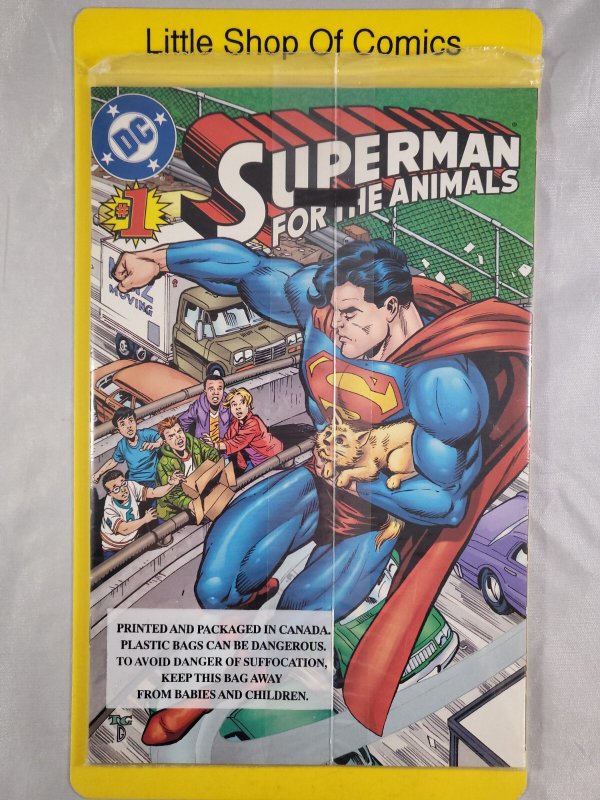 Little Shop Of Comics
DC
SUPERMAN
FOR THE ANIMALS
#1
MOVING
S
PRINTED AND PACKAGED IN CANADA.
PLASTIC BAGS CAN BE DANGEROUS.
TO AVOID DANGER OF SUFFOCATION,
KEEP THIS BAG AWAY
FROM BABIES AND CHILDREN.